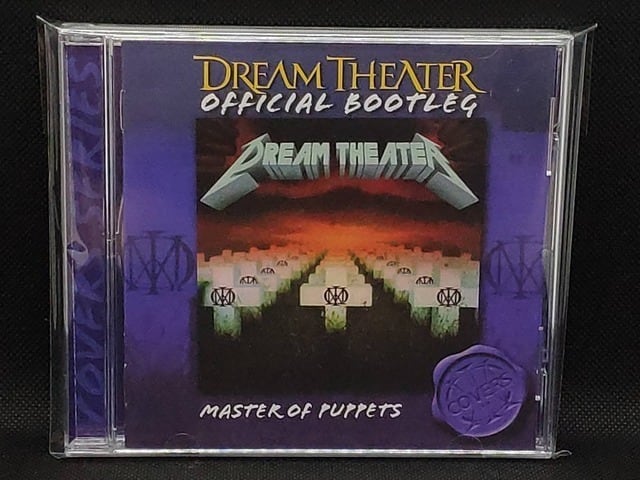 COVERS SERIES
DREAM THEATER
OFFICIAL BOOTLEG
DREAM THEATER
MASTER OF PUPPETS
COVERS